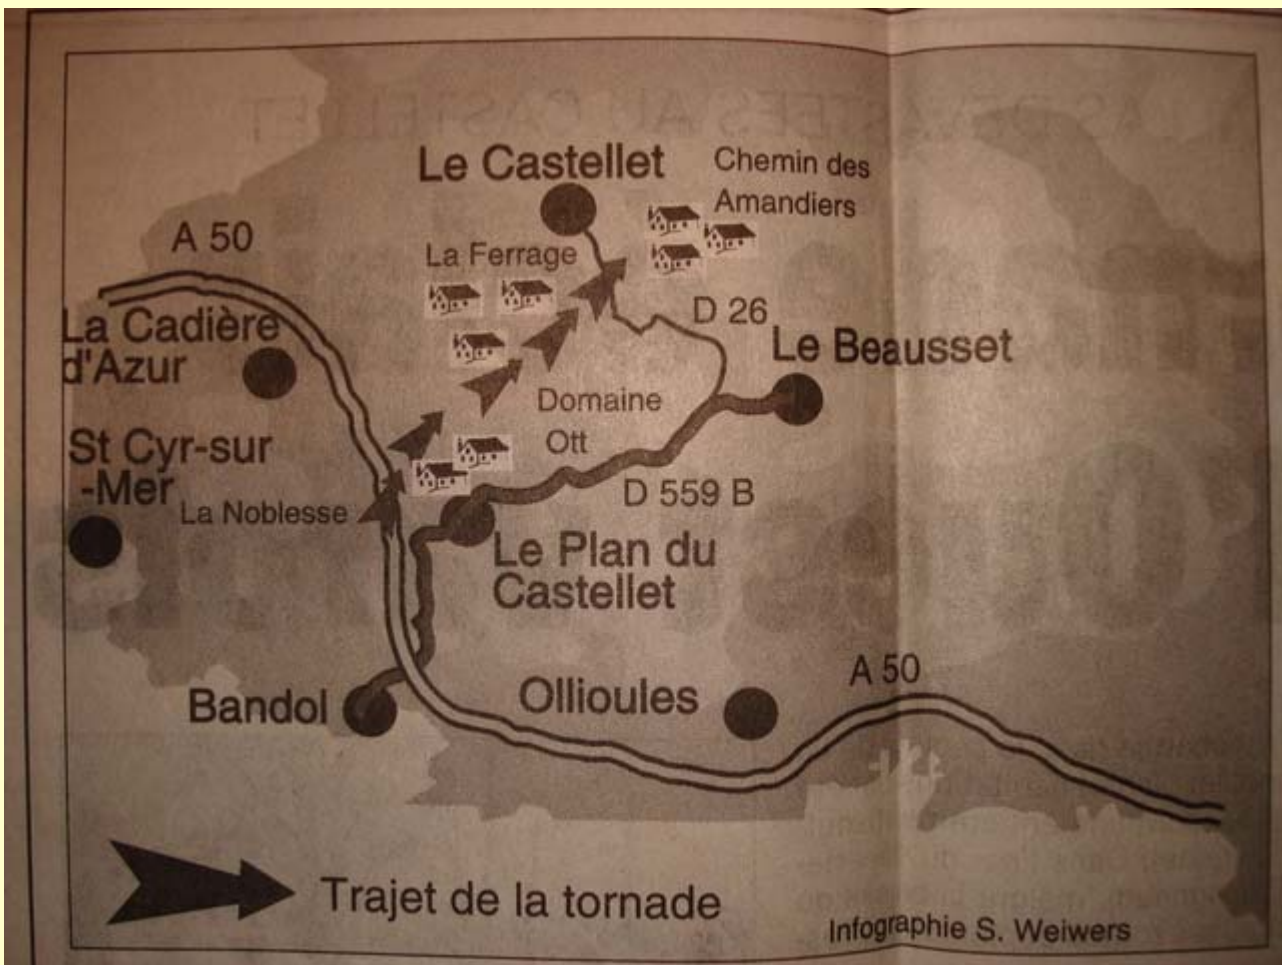 Le Castellet
Chemin des
Amandiers
A 50
La Ferrage
La Cadière
d'Azur
D 26
Le Beausset
Domaine
Ott
St Cyr-sur
-Mer
La Noblesse
D 559 B
Le Plan du
Castellet
Bandol
Ollioules
A 50
Trajet de la tornade
Infographie S. Weiwers